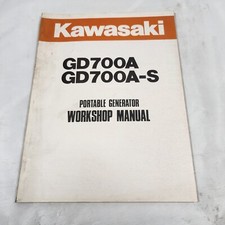 Kawasaki
GD700A
GD700A-S
PORTABLE GENERATOR
WORKSHOP MANUAL